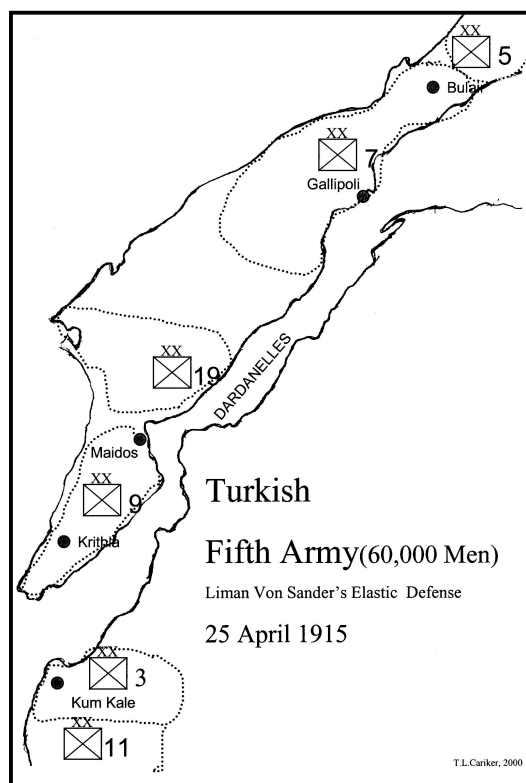 XX
5
Bulair
XX
7
Gallipoli
DARDANELLES
XX
19
Maidos
XX
9
Krithia
Turkish
Fifth Army(60,000 Men)
Liman Von Sander's Elastic Defense
25 April 1915
XX
3
Kum Kale
XX
11
T.L.Cariker, 2000